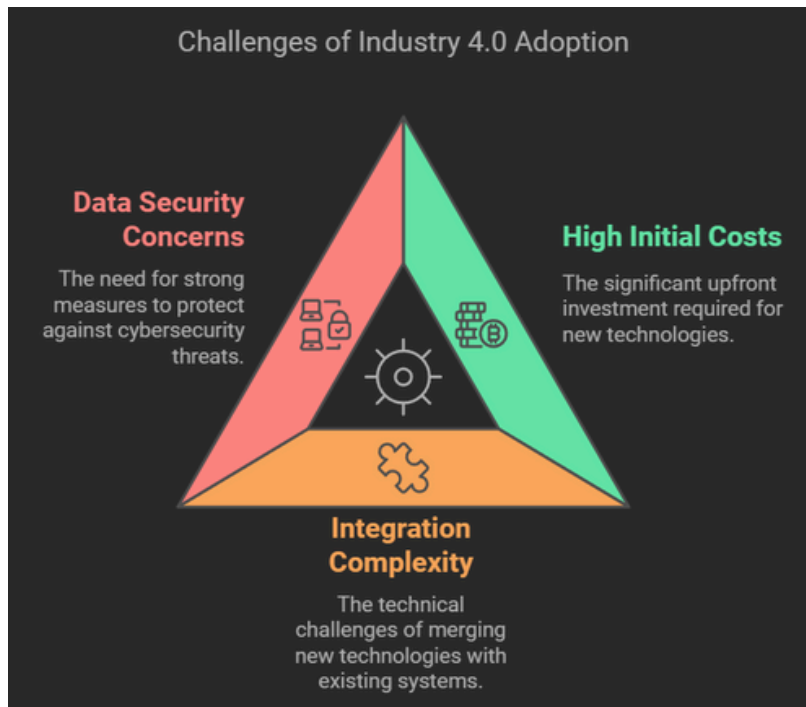 Challenges of Industry 4.0 Adoption
Data Security
Concerns
The need for strong
measures to protect
against cybersecurity
threats.
High Initial Costs
The significant upfront
investment required for
new technologies.
Integration
Complexity
The technical
challenges of merging
new technologies with
existing systems.